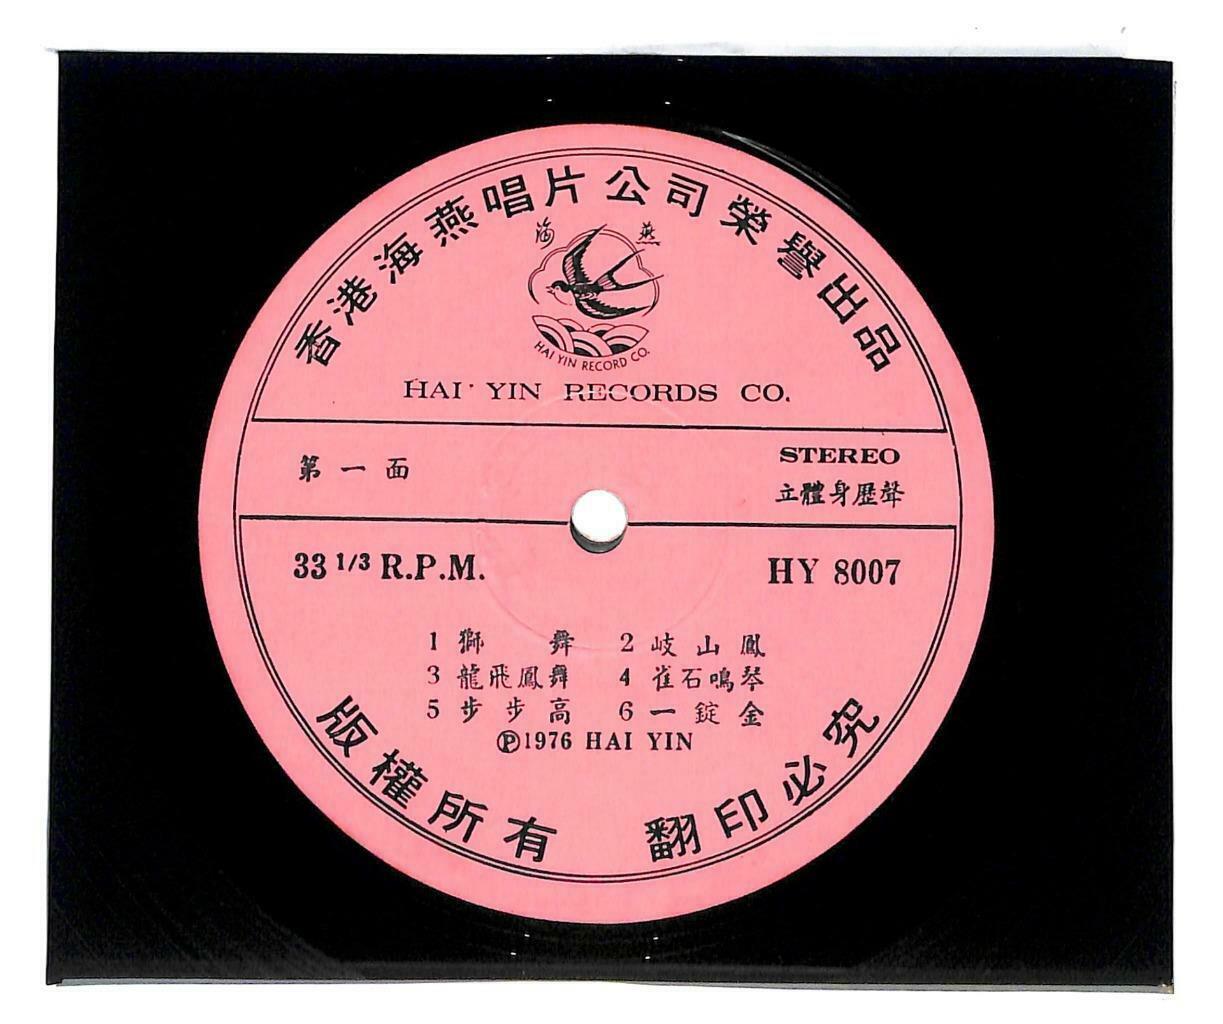 香港海燕唱片公司榮譽出品
海 燕
HAI YIN RECORD CO.
HAI YIN RECORDS CO.
第一面
STEREO
立體身歷聲
33 1/3 R.P.M.
HY 8007
1 獅 舞 2 岐山鳳
3 龍飛鳳舞 4 雀石鳴琴
5 步步高 6 一錠金
Ⓟ1976 HAI YIN
版權所有 翻印必究